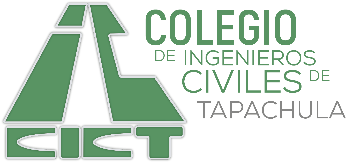 COLEGIO
DE INGENIEROS
CIVILES DE
TAPACHULA
CICT